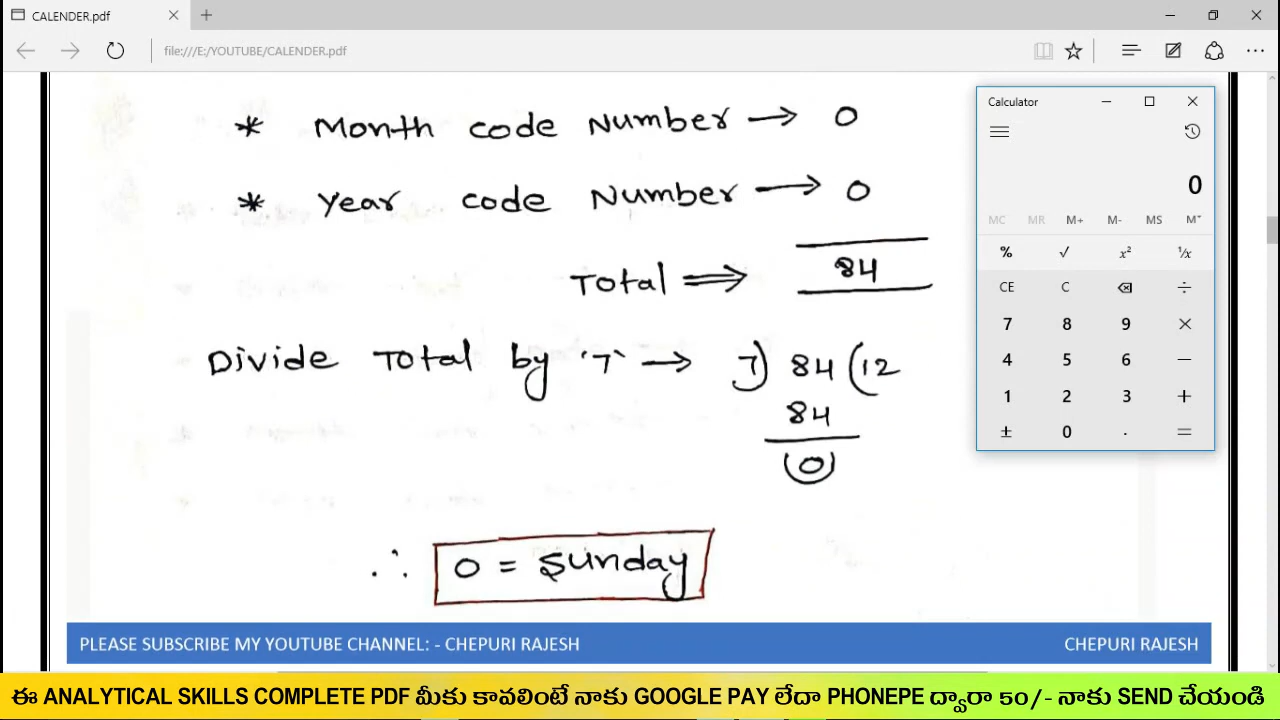 CALENDER.pdf
file:///E:/YOUTUBE/CALENDER.pdf
* Month code Number → 0
* Year code Number → 0
Total ⟹ 84
Divide Total by '7' → 7) 84 (12
84
(0)
∴ 0 = Sunday
Calculator
0
MC MR M+ M- MS M˅
% √ x² ¹/x
CE C ⌫ ÷
7 8 9 ×
4 5 6 −
1 2 3 +
± 0 . =
PLEASE SUBSCRIBE MY YOUTUBE CHANNEL: - CHEPURI RAJESH CHEPURI RAJESH
ఈ ANALYTICAL SKILLS COMPLETE PDF మీకు కావలింటే నాకు GOOGLE PAY లేదా PHONEPE ద్వారా 50/- నాకు SEND చేయండి